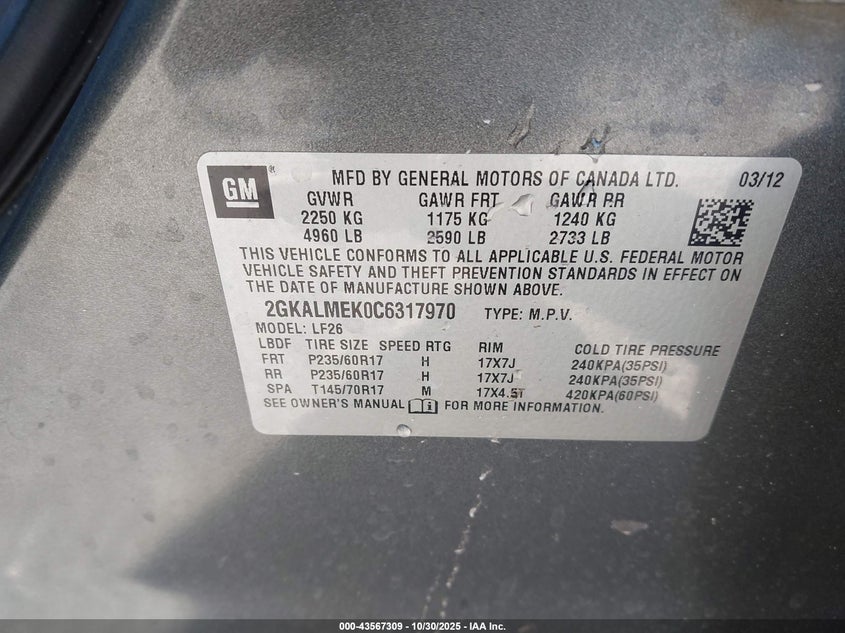 GM ® MFD BY GENERAL MOTORS OF CANADA LTD. 03/12
GVWR GAWR FRT GAWR RR
2250 KG 1175 KG 1240 KG
4960 LB 2590 LB 2733 LB
THIS VEHICLE CONFORMS TO ALL APPLICABLE U.S. FEDERAL MOTOR
VEHICLE SAFETY AND THEFT PREVENTION STANDARDS IN EFFECT ON
THE DATE OF MANUFACTURE SHOWN ABOVE.
2GKALMEK0C6317970 TYPE: M.P.V.
MODEL: LF26
LBDF TIRE SIZE SPEED RTG RIM COLD TIRE PRESSURE
FRT P235/60R17 H 17X7J 240KPA(35PSI)
RR P235/60R17 H 17X7J 240KPA(35PSI)
SPA T145/70R17 M 17X4.5T 420KPA(60PSI)
SEE OWNER'S MANUAL FOR MORE INFORMATION.
000-43567309 - 10/30/2025 - IAA Inc.